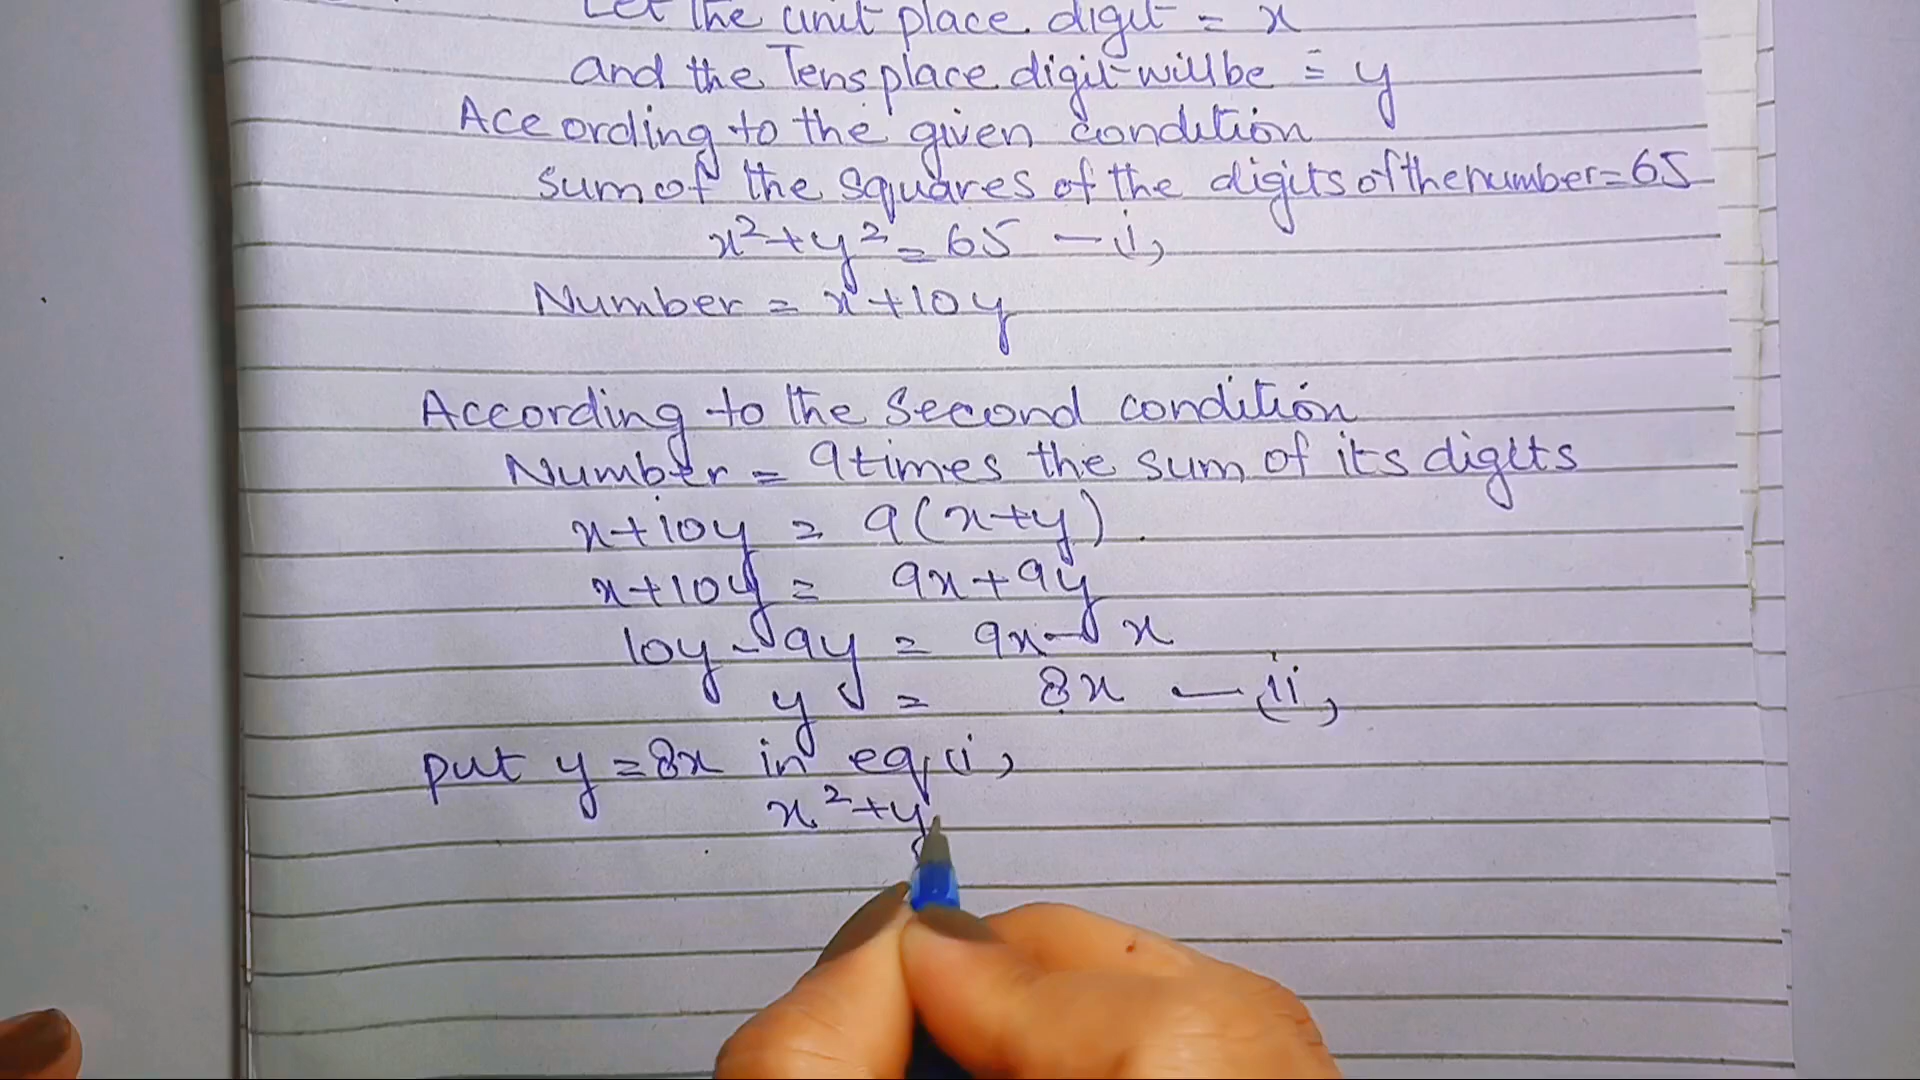 Let the unit place digit = x
and the Tens place digit will be = y
According to the given condition
sum of the squares of the digits of the number = 65
x²+y² = 65 — (i)
Number = x+10y
According to the second condition
Number = 9 times the sum of its digits
x+10y = 9(x+y)
x+10y = 9x+9y
10y-9y = 9x-x
y = 8x — (ii)
put y = 8x in eq (i)
x²+y